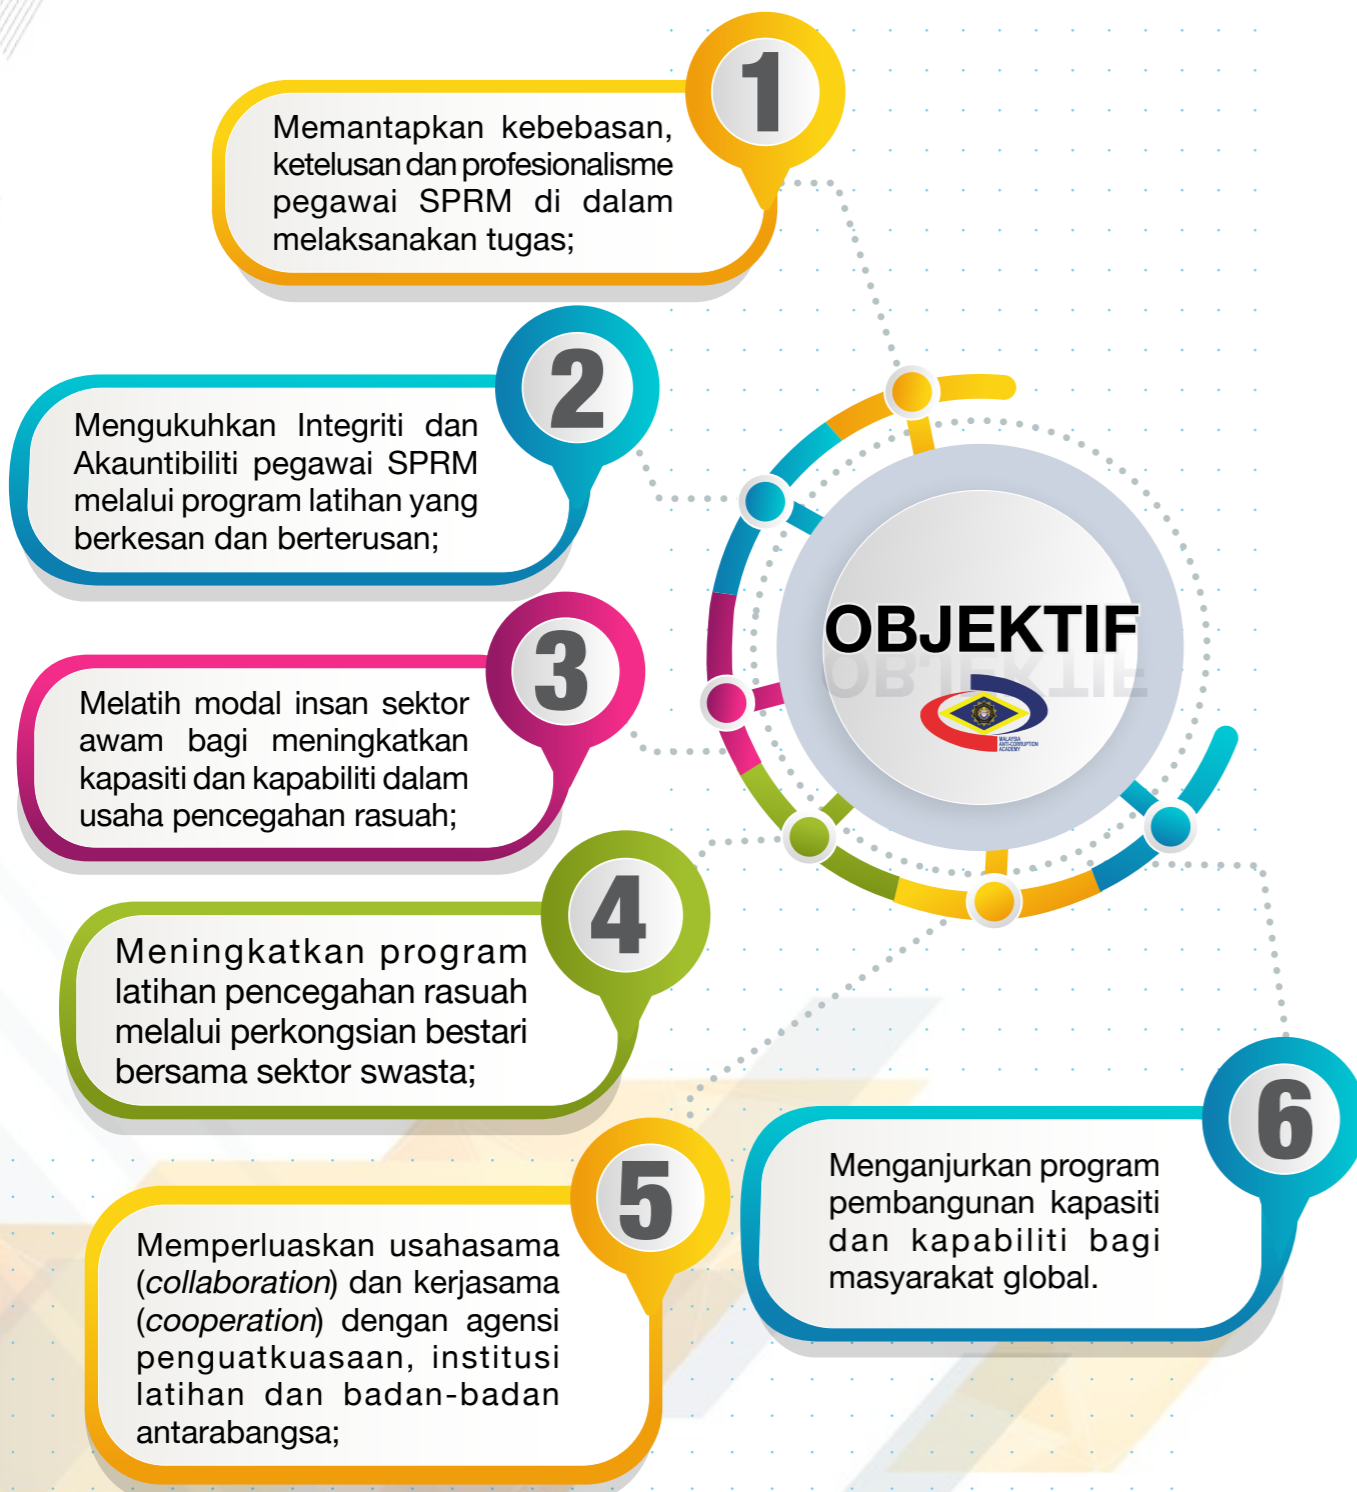 1
Memantapkan kebebasan,
ketelusan dan profesionalisme
pegawai SPRM di dalam
melaksanakan tugas;
2
Mengukuhkan Integriti dan
Akauntibiliti pegawai SPRM
melalui program latihan yang
berkesan dan berterusan;
3
Melatih modal insan sektor
awam bagi meningkatkan
kapasiti dan kapabiliti dalam
usaha pencegahan rasuah;
4
Meningkatkan program
latihan pencegahan rasuah
melalui perkongsian bestari
bersama sektor swasta;
5
Memperluaskan usahasama
(collaboration) dan kerjasama
(cooperation) dengan agensi
penguatkuasaan, institusi
latihan dan badan-badan
antarabangsa;
6
Menganjurkan program
pembangunan kapasiti
dan kapabiliti bagi
masyarakat global.
OBJEKTIF
MALAYSIA
ANTI-CORRUPTION
ACADEMY